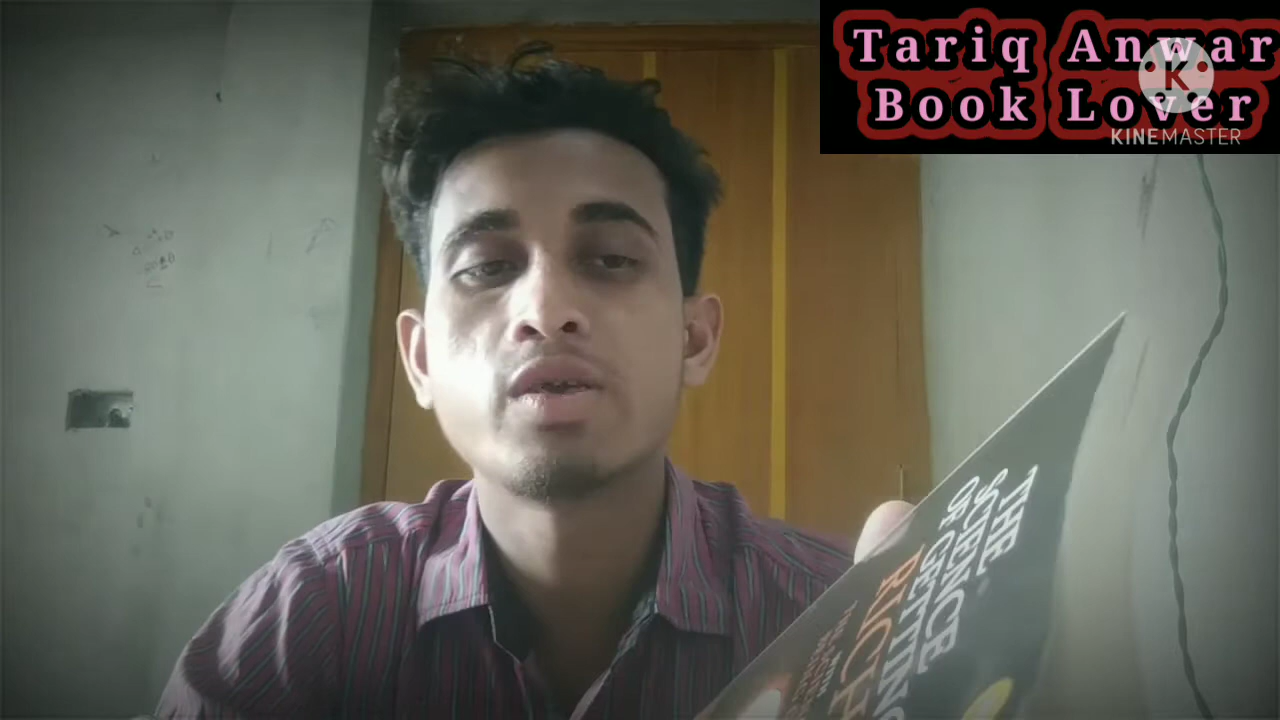 Tariq Anwar
Book Lover
KINEMASTER
THE
SCIENCE
OF GETTING
RICH